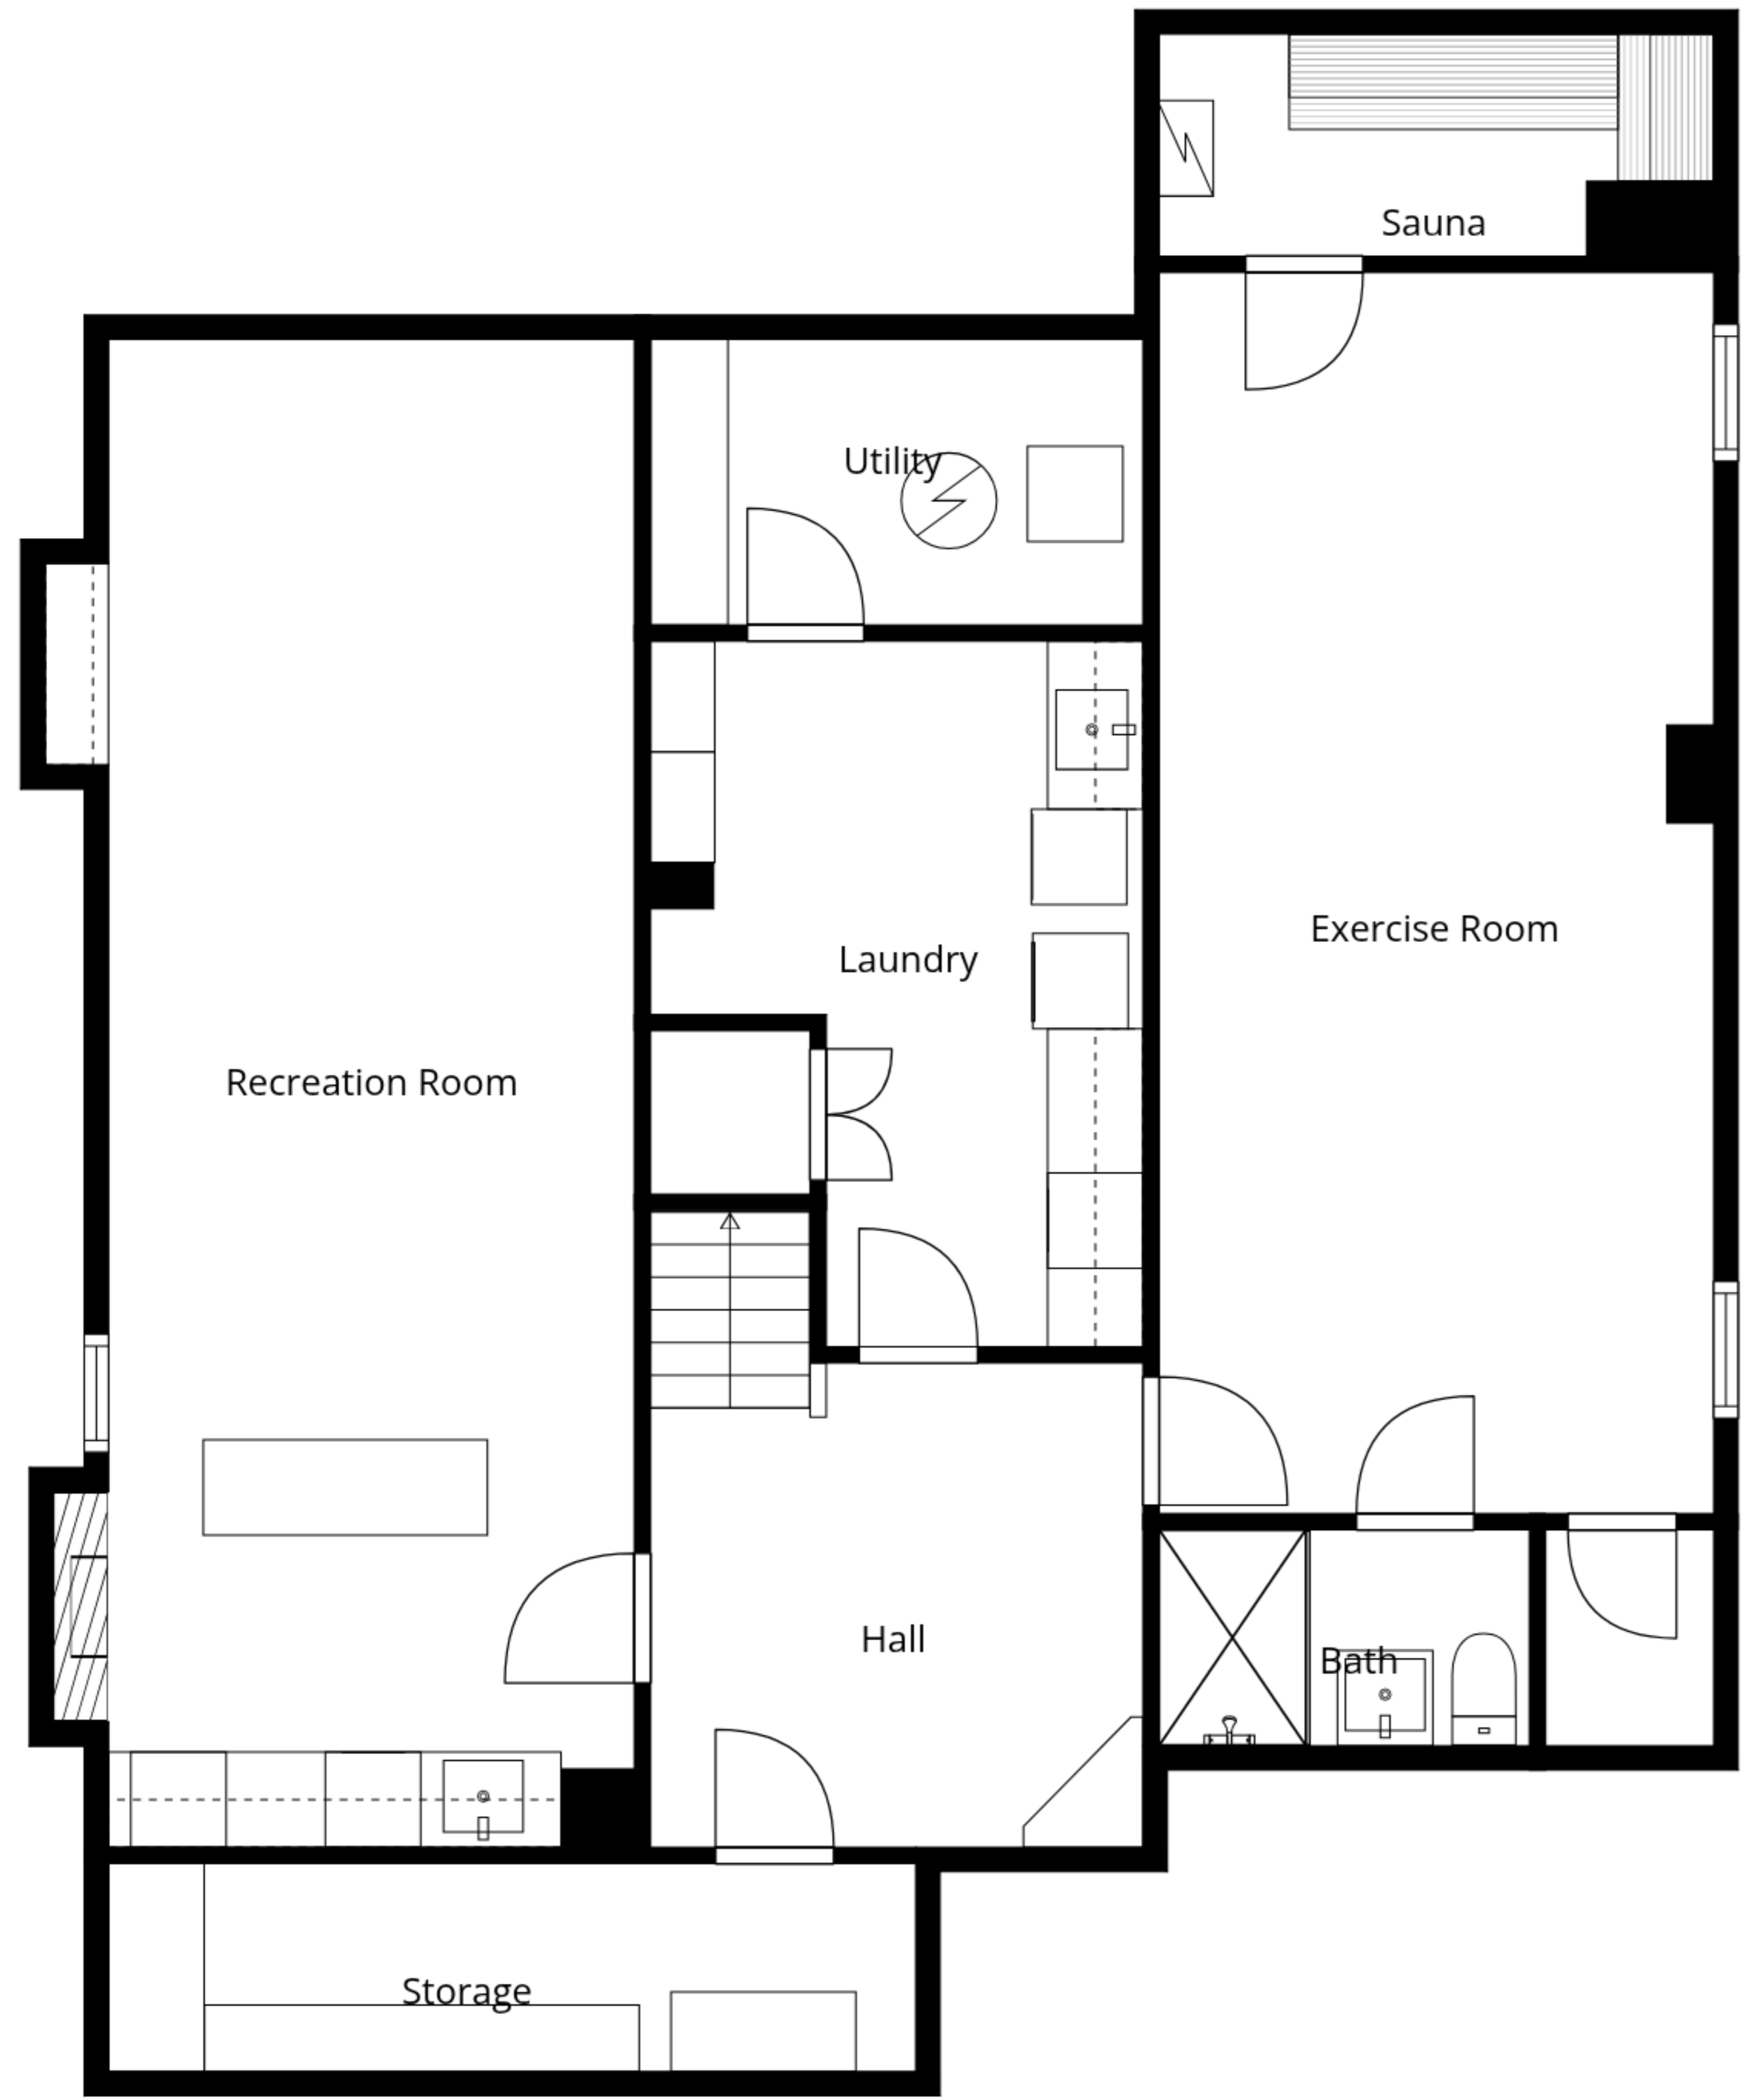 Sauna
Utility
Exercise Room
Laundry
Recreation Room
Hall
Bath
Storage